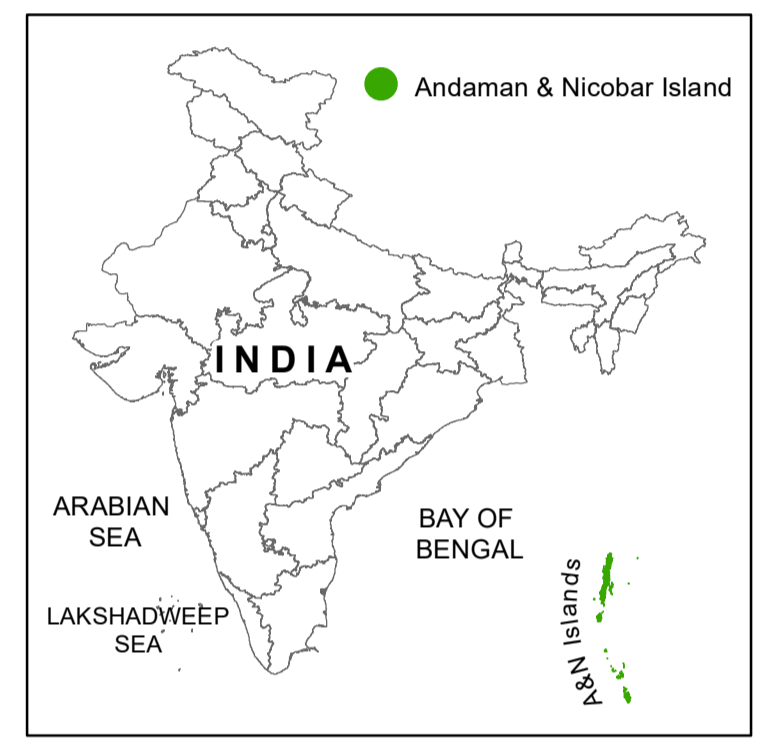 Andaman & Nicobar Island
INDIA
ARABIAN
SEA
BAY OF
BENGAL
A&N Islands
LAKSHADWEEP
SEA